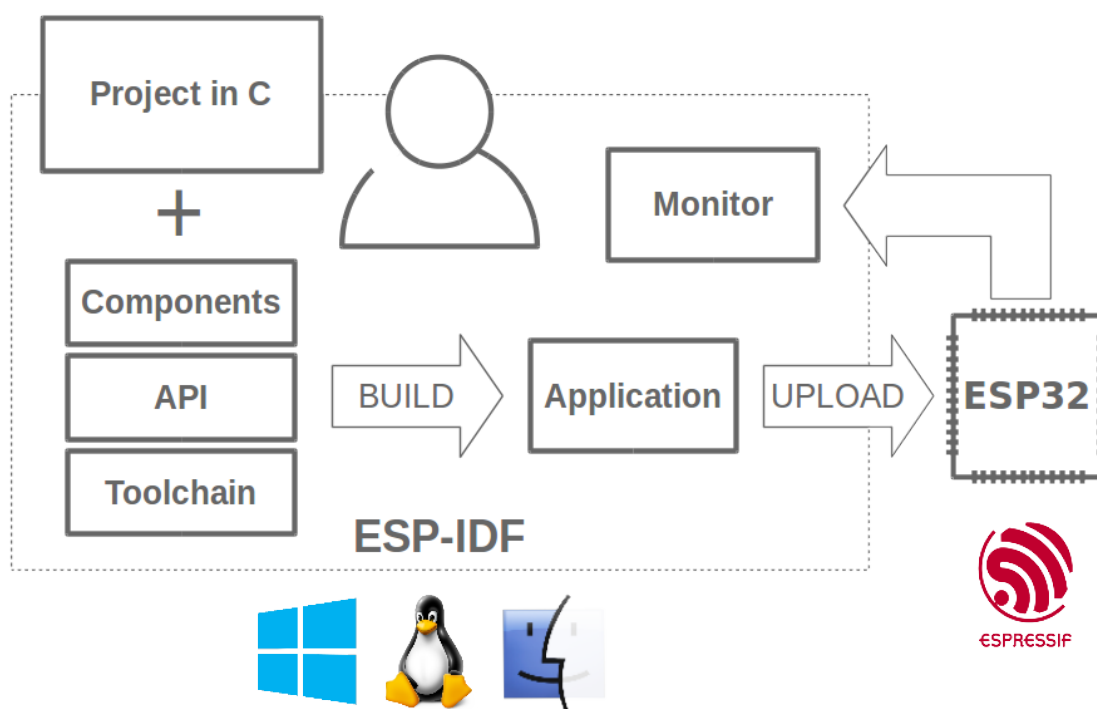 Project in C
+
Components
API
Toolchain
BUILD
Application
UPLOAD
Monitor
ESP32
ESP-IDF
ESPRESSIF